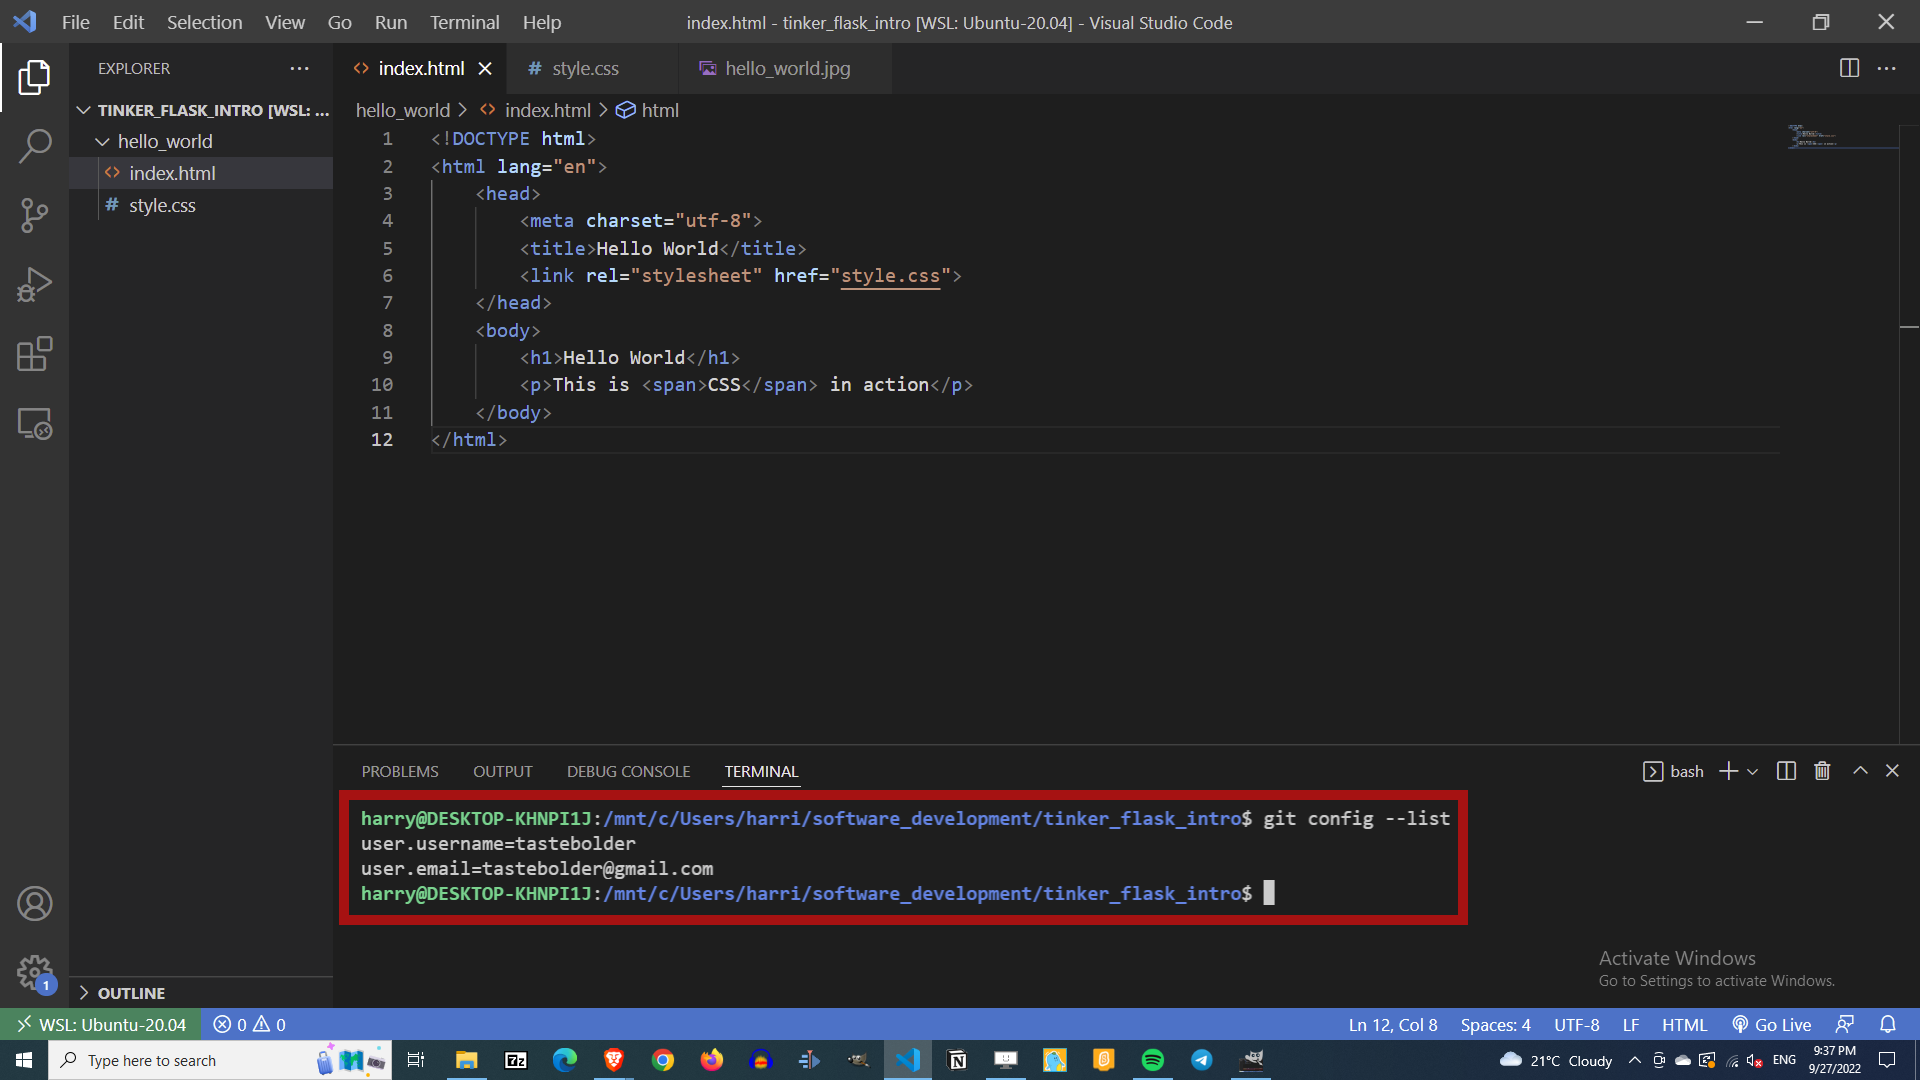 File Edit Selection View Go Run Terminal Help
index.html - tinker_flask_intro [WSL: Ubuntu-20.04] - Visual Studio Code
EXPLORER
TINKER_FLASK_INTRO [WSL: ...
hello_world
index.html
style.css
OUTLINE
index.html
# style.css
hello_world.jpg
hello_world > index.html > html
1 <!DOCTYPE html>
2 <html lang="en">
3 <head>
4 <meta charset="utf-8">
5 <title>Hello World</title>
6 <link rel="stylesheet" href="style.css">
7 </head>
8 <body>
9 <h1>Hello World</h1>
10 <p>This is <span>CSS</span> in action</p>
11 </body>
12 </html>
PROBLEMS OUTPUT DEBUG CONSOLE TERMINAL
bash
harry@DESKTOP-KHNPI1J:/mnt/c/Users/harri/software_development/tinker_flask_intro$ git config --list
user.username=tastebolder
user.email=tastebolder@gmail.com
harry@DESKTOP-KHNPI1J:/mnt/c/Users/harri/software_development/tinker_flask_intro$
Activate Windows
Go to Settings to activate Windows.
1
WSL: Ubuntu-20.04 0 0
Ln 12, Col 8 Spaces: 4 UTF-8 LF HTML Go Live
Type here to search
7z
21°C Cloudy
ENG
9:37 PM
9/27/2022